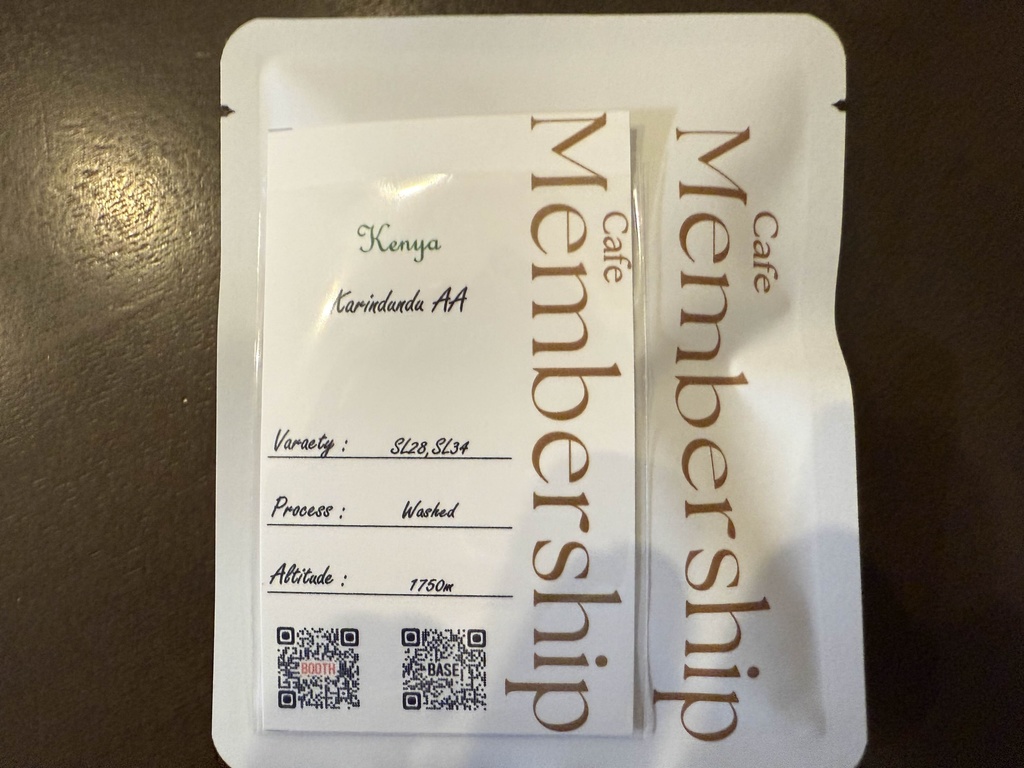 Kenya
Karindundu AA
Varaety : SL28,SL34
Process : Washed
Altitude : 1750m
BOOTH
BASE
Cafe
Membership
Cafe
Membership